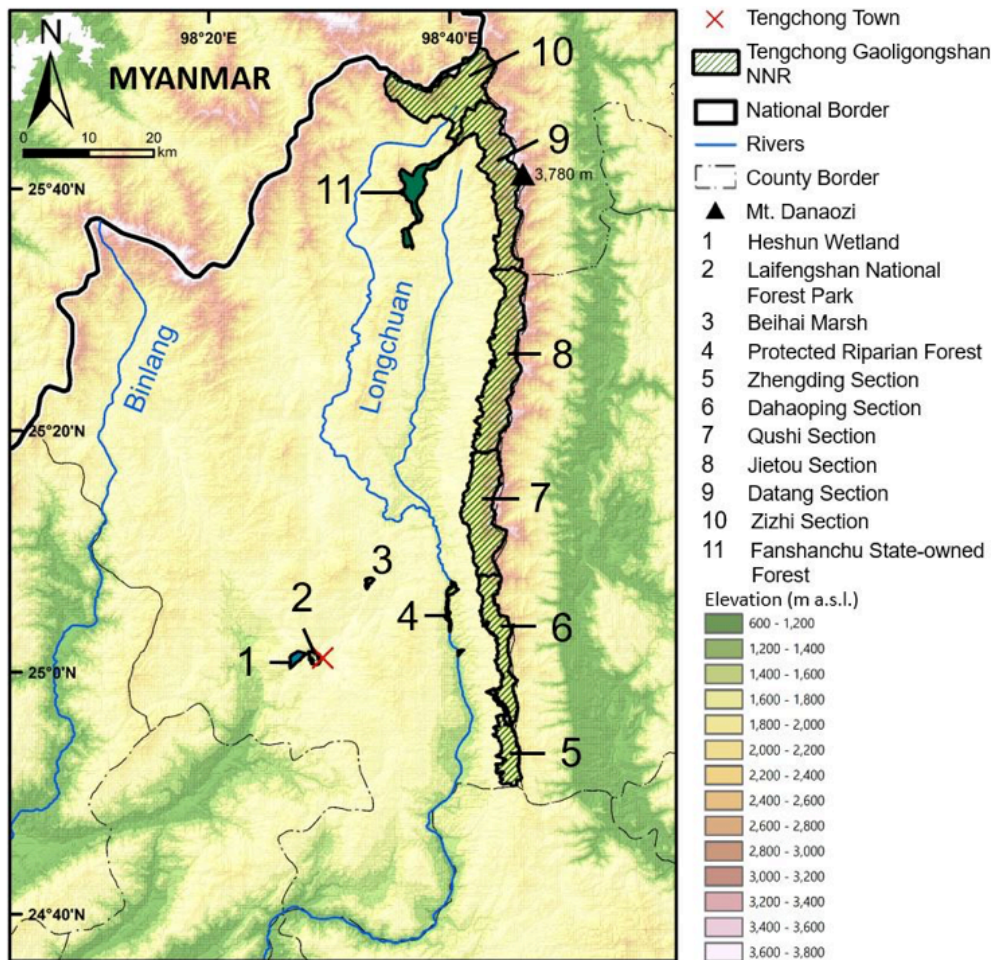 N
98°20'E
98°40'E
MYANMAR
10
0
10
20
km
9
3,780 m
25°40'N
11
8
Binlang
Longchuan
25°20'N
7
3
2
4
6
1
25°0'N
5
24°40'N
Tengchong Town
Tengchong Gaoligongshan
NNR
National Border
Rivers
County Border
Mt. Danaozi
1 Heshun Wetland
2 Laifengshan National
Forest Park
3 Beihai Marsh
4 Protected Riparian Forest
5 Zhengding Section
6 Dahaoping Section
7 Qushi Section
8 Jietou Section
9 Datang Section
10 Zizhi Section
11 Fanshanchu State-owned
Forest
Elevation (m a.s.l.)
600 - 1,200
1,200 - 1,400
1,400 - 1,600
1,600 - 1,800
1,800 - 2,000
2,000 - 2,200
2,200 - 2,400
2,400 - 2,600
2,600 - 2,800
2,800 - 3,000
3,000 - 3,200
3,200 - 3,400
3,400 - 3,600
3,600 - 3,800